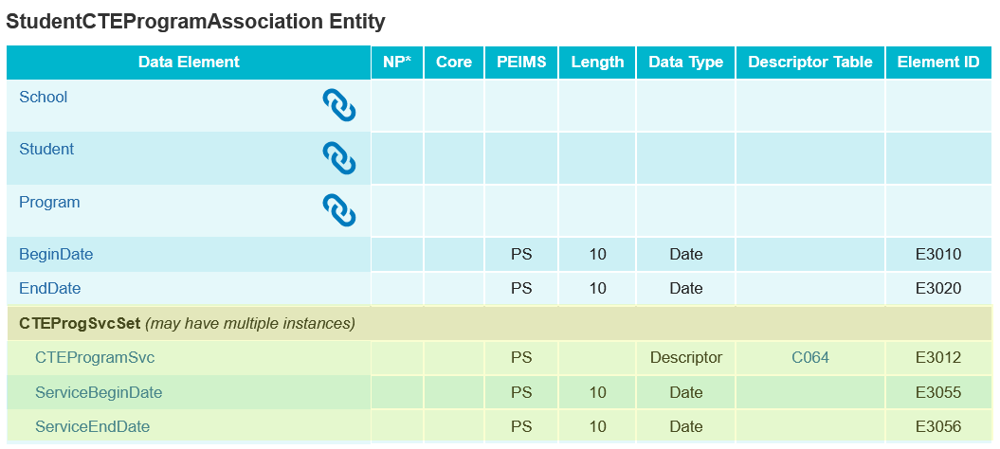 StudentCTEProgramAssociation Entity
Data Element NP* Core PEIMS Length Data Type Descriptor Table Element ID
School
Student
Program
BeginDate PS 10 Date E3010
EndDate PS 10 Date E3020
CTEProgSvcSet (may have multiple instances)
CTEProgramSvc PS Descriptor C064 E3012
ServiceBeginDate PS 10 Date E3055
ServiceEndDate PS 10 Date E3056